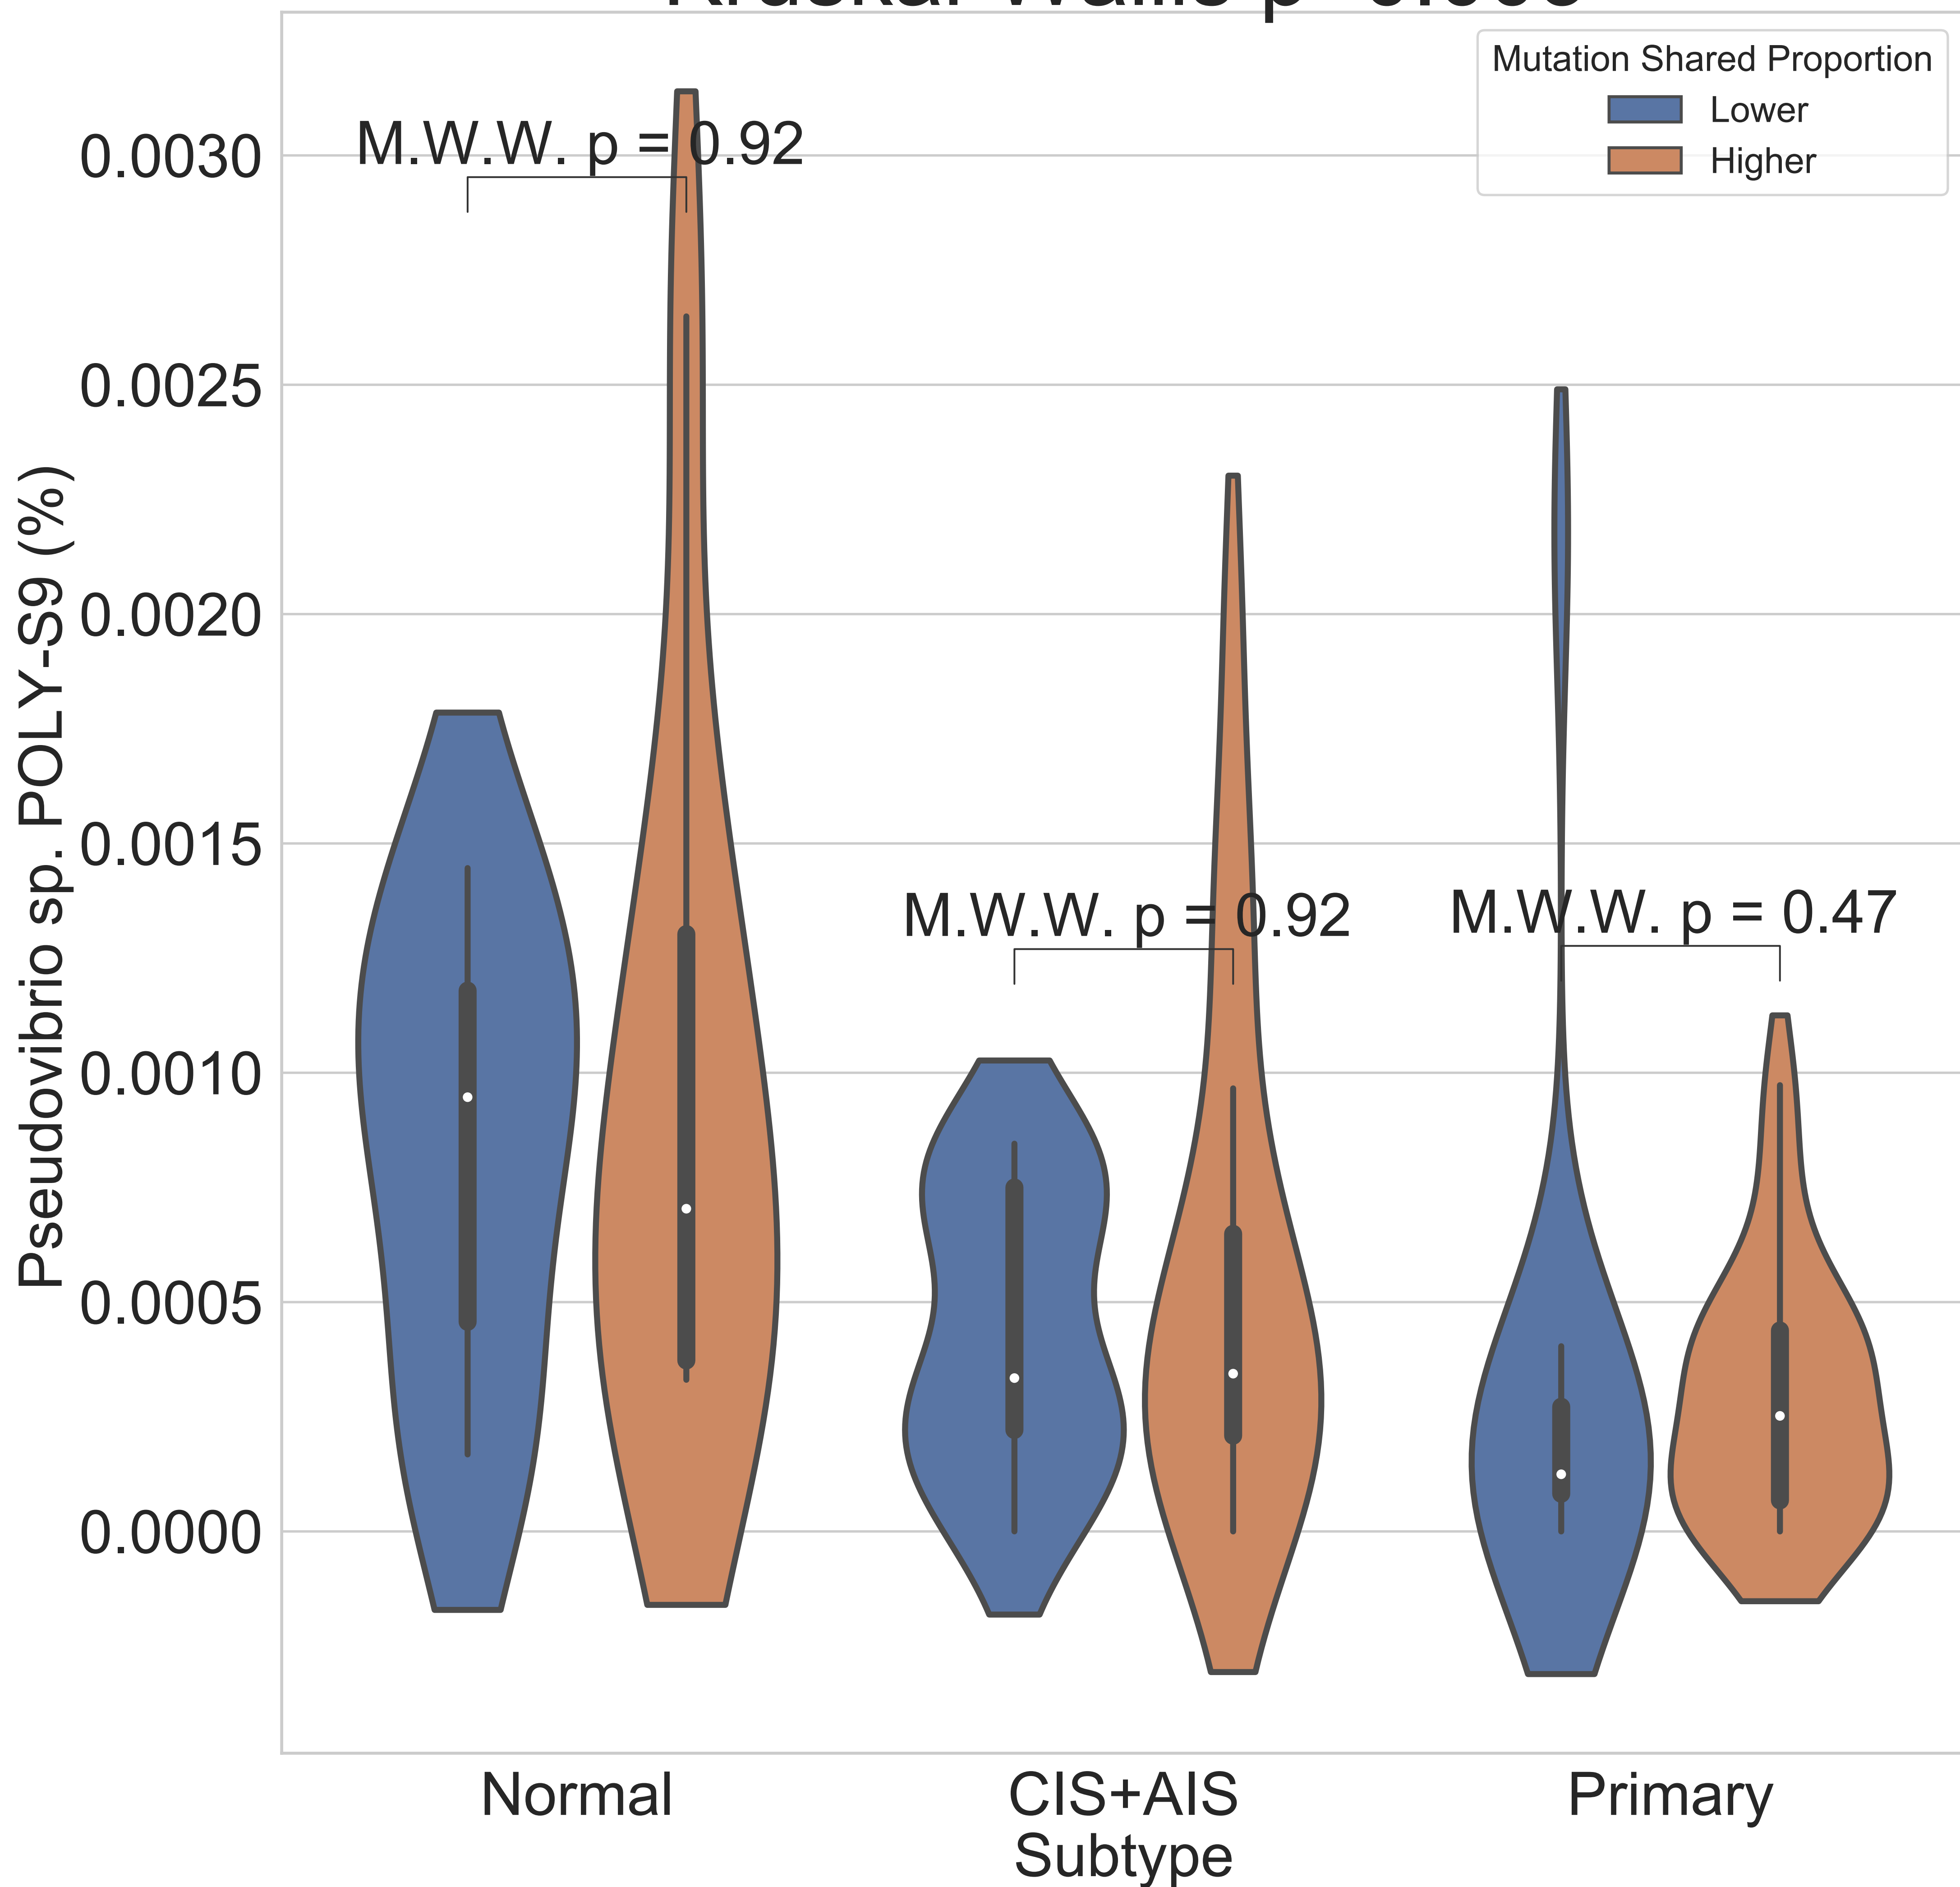 Mutation Shared Proportion
Lower
Higher
M.W.W. p = 0.92
M.W.W. p = 0.92
M.W.W. p = 0.47
Pseudovibrio sp. POLY-S9 (%)
0.0030
0.0025
0.0020
0.0015
0.0010
0.0005
0.0000
Normal
CIS+AIS
Primary
Subtype